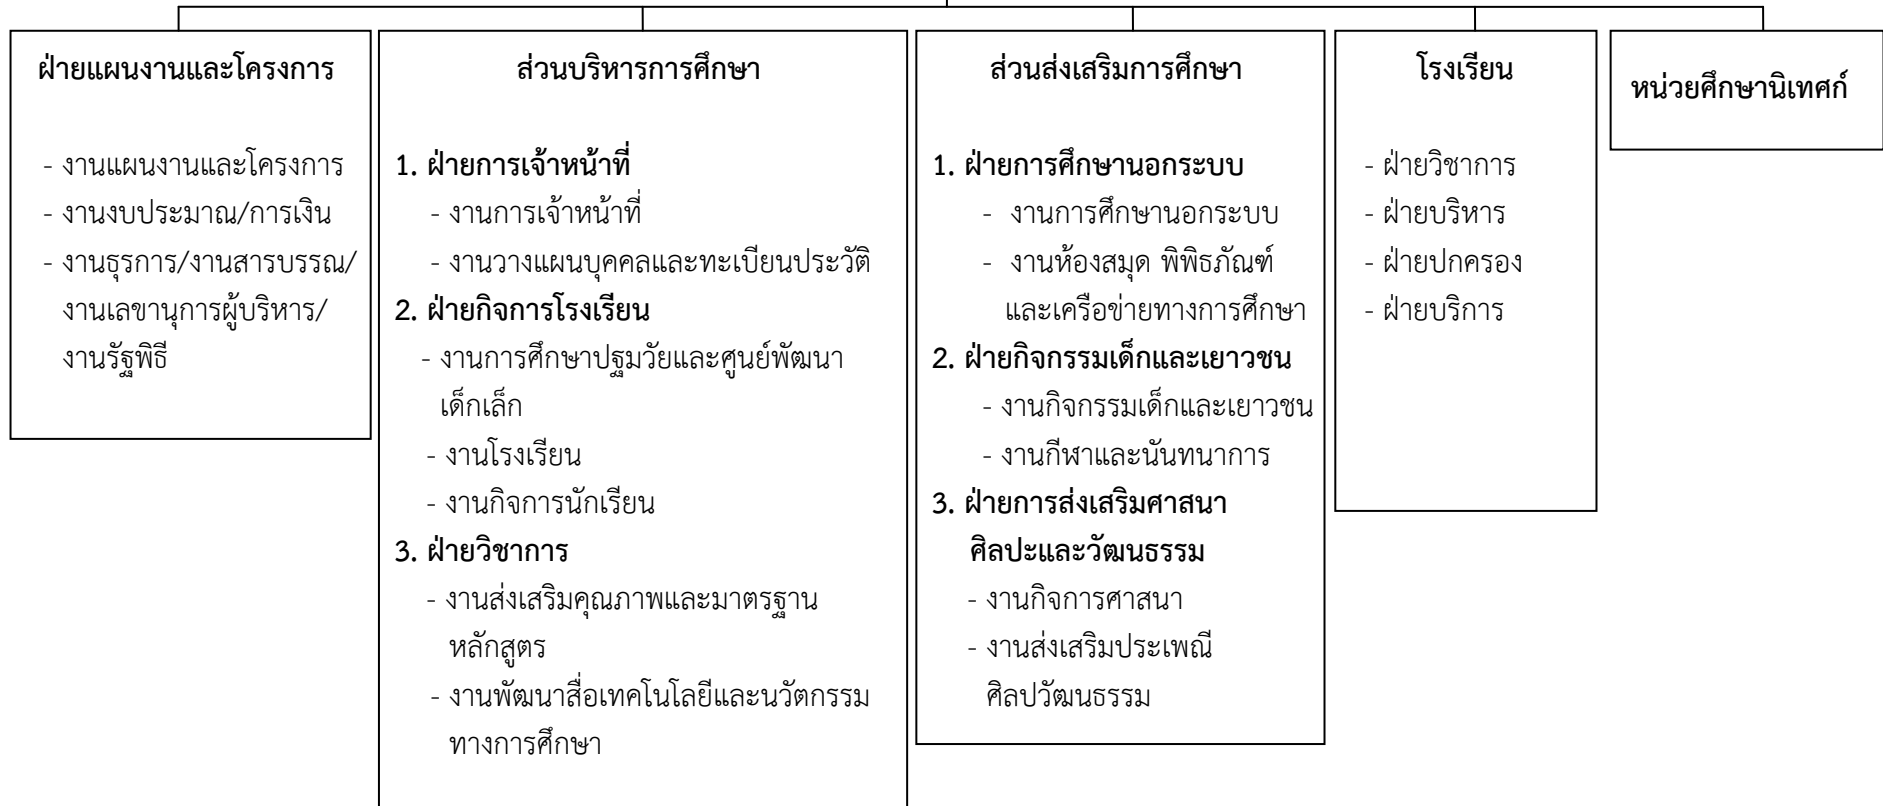 ฝ่ายแผนงานและโครงการ
- งานแผนงานและโครงการ
- งานงบประมาณ/การเงิน
- งานธุรการ/งานสารบรรณ/
งานเลขานุการผู้บริหาร/
งานรัฐพิธี
ส่วนบริหารการศึกษา
1. ฝ่ายการเจ้าหน้าที่
- งานการเจ้าหน้าที่
- งานวางแผนบุคคลและทะเบียนประวัติ
2. ฝ่ายกิจการโรงเรียน
- งานการศึกษาปฐมวัยและศูนย์พัฒนา
เด็กเล็ก
- งานโรงเรียน
- งานกิจการนักเรียน
3. ฝ่ายวิชาการ
- งานส่งเสริมคุณภาพและมาตรฐาน
หลักสูตร
- งานพัฒนาสื่อเทคโนโลยีและนวัตกรรม
ทางการศึกษา
ส่วนส่งเสริมการศึกษา
1. ฝ่ายการศึกษานอกระบบ
- งานการศึกษานอกระบบ
- งานห้องสมุด พิพิธภัณฑ์
และเครือข่ายทางการศึกษา
2. ฝ่ายกิจกรรมเด็กและเยาวชน
- งานกิจกรรมเด็กและเยาวชน
- งานกีฬาและนันทนาการ
3. ฝ่ายการส่งเสริมศาสนา
ศิลปะและวัฒนธรรม
- งานกิจการศาสนา
- งานส่งเสริมประเพณี
ศิลปวัฒนธรรม
โรงเรียน
- ฝ่ายวิชาการ
- ฝ่ายบริหาร
- ฝ่ายปกครอง
- ฝ่ายบริการ
หน่วยศึกษานิเทศก์